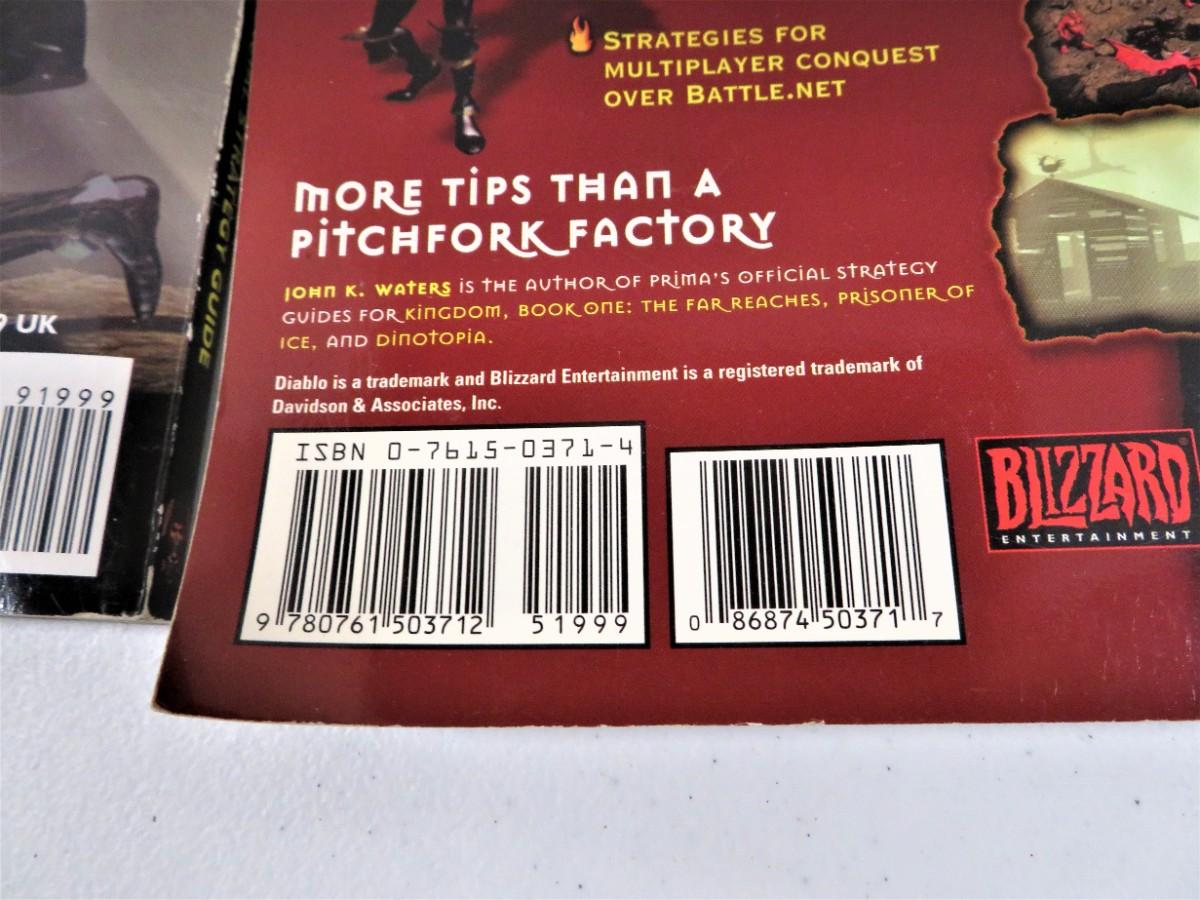 STRATEGIES FOR
MULTIPLAYER CONQUEST
OVER BATTLE.NET
MORE TIPS THAN A
PITCHFORK FACTORY
JOHN K. WATERS IS THE AUTHOR OF PRIMA'S OFFICIAL STRATEGY
GUIDES FOR KINGDOM, BOOK ONE: THE FAR REACHES, PRISONER OF
ICE, AND DINOTOPIA.
Diablo is a trademark and Blizzard Entertainment is a registered trademark of
Davidson & Associates, Inc.
ISBN 0-7615-0371-4
9 780761 503712 51999
0 86874 50371 7
BLIZZARD
ENTERTAINMENT
STRATEGY GUIDE
UK
91999